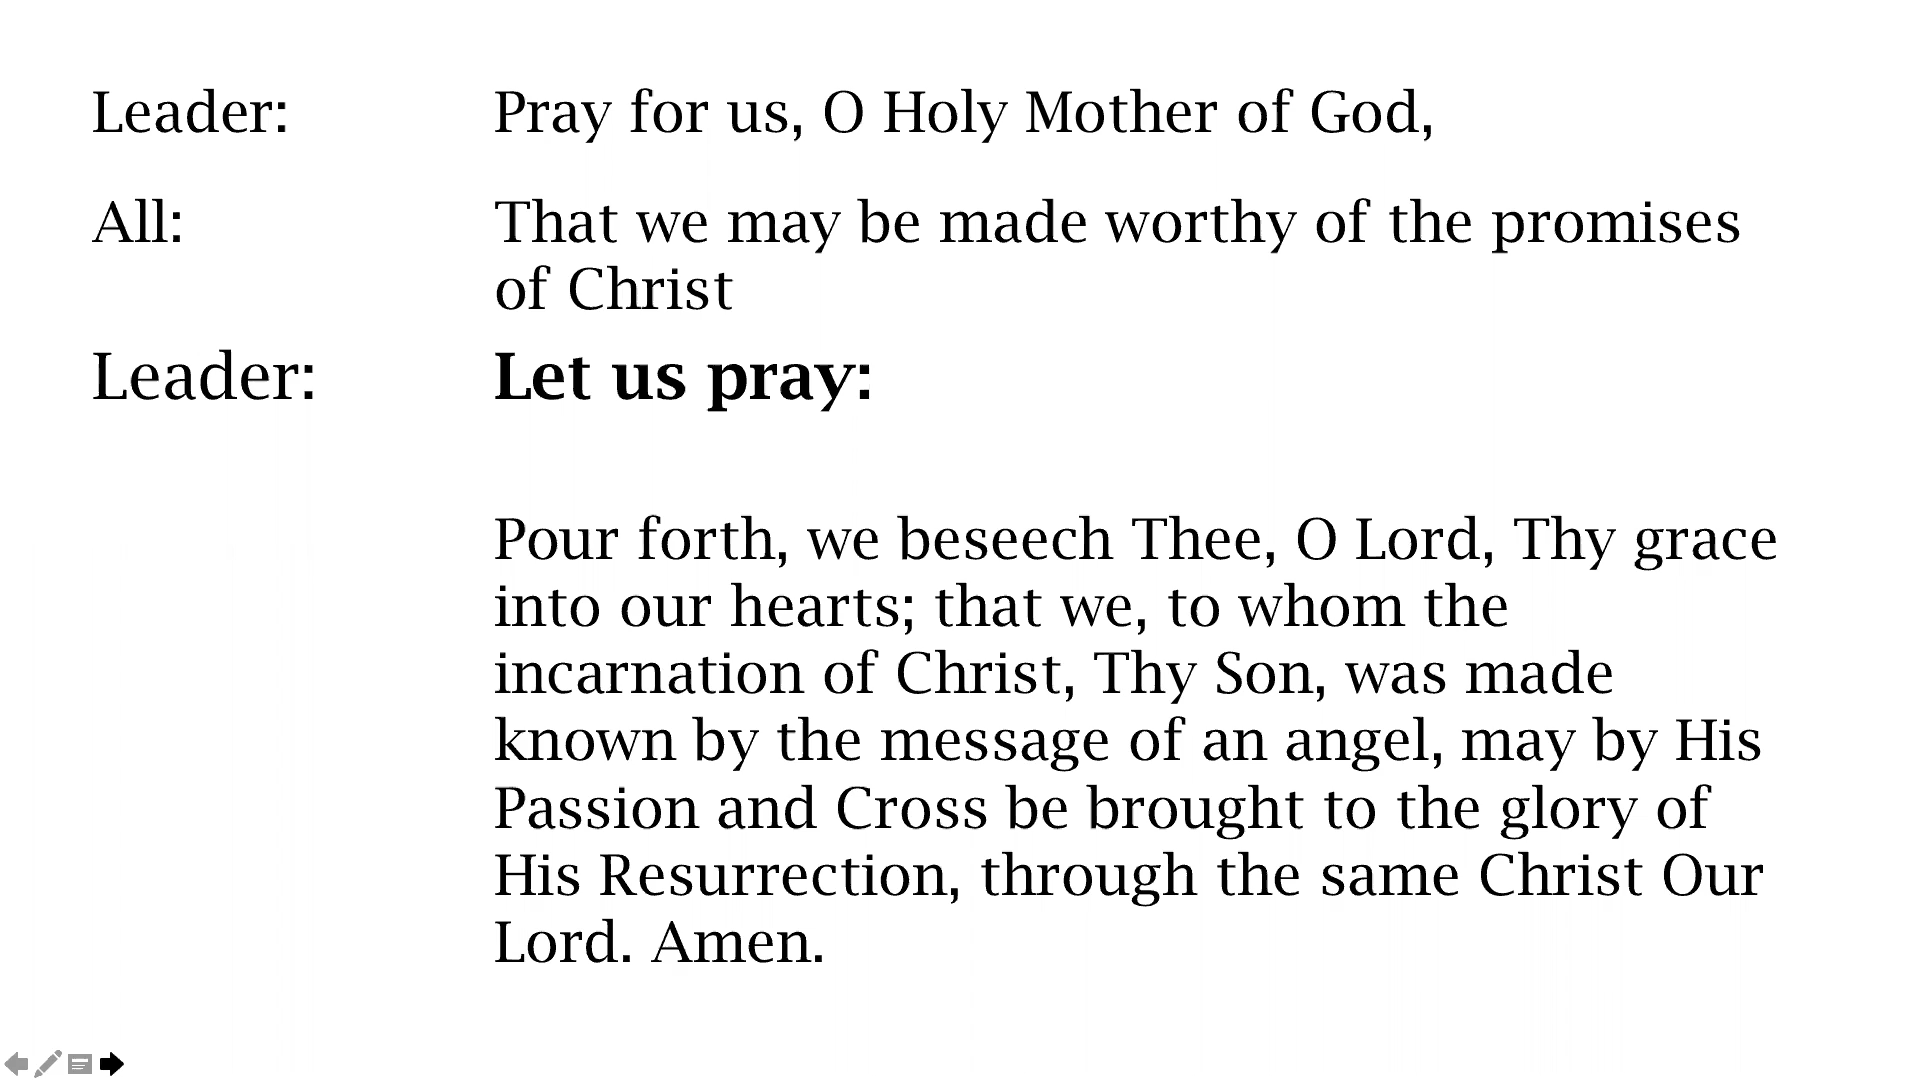 Leader: Pray for us, O Holy Mother of God,
All: That we may be made worthy of the promises
of Christ
Leader: Let us pray:
Pour forth, we beseech Thee, O Lord, Thy grace
into our hearts; that we, to whom the
incarnation of Christ, Thy Son, was made
known by the message of an angel, may by His
Passion and Cross be brought to the glory of
His Resurrection, through the same Christ Our
Lord. Amen.